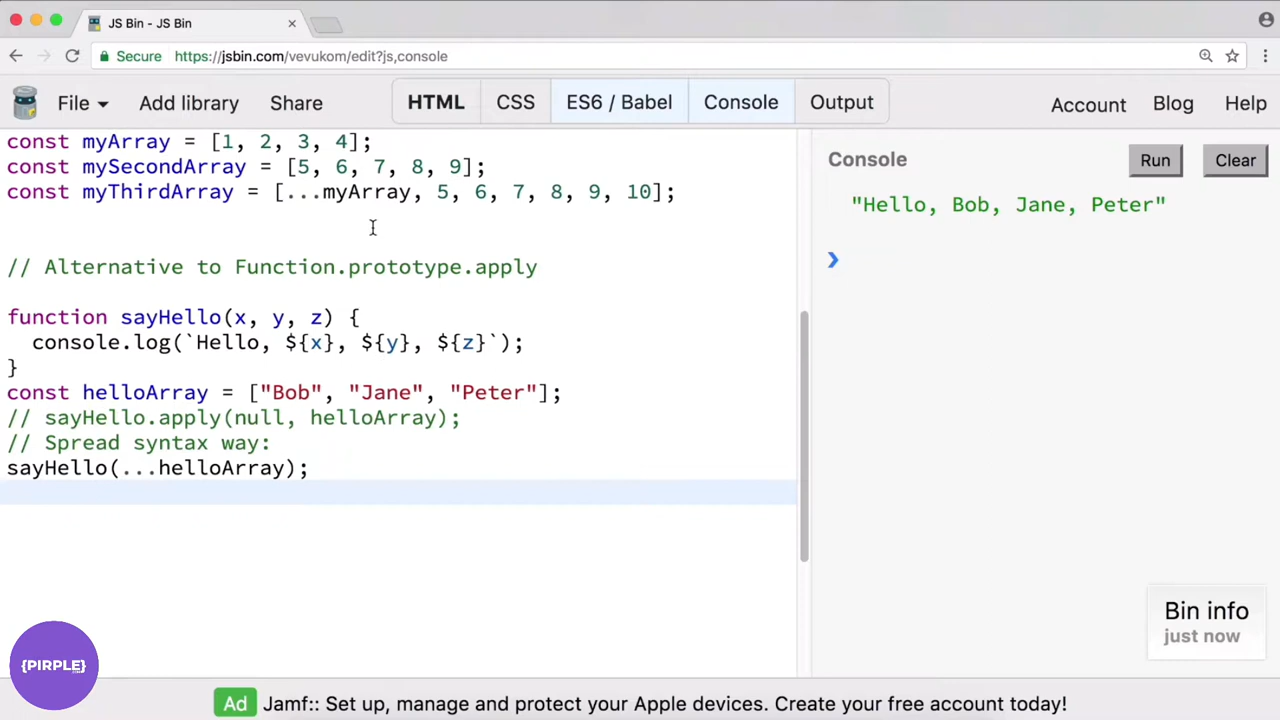 JS Bin - JS Bin
Secure https://jsbin.com/vevukom/edit?js,console
File Add library Share HTML CSS ES6 / Babel Console Output Account Blog Help
const myArray = [1, 2, 3, 4];
const mySecondArray = [5, 6, 7, 8, 9];
const myThirdArray = [...myArray, 5, 6, 7, 8, 9, 10];
// Alternative to Function.prototype.apply
function sayHello(x, y, z) {
  console.log(`Hello, ${x}, ${y}, ${z}`);
}
const helloArray = ["Bob", "Jane", "Peter"];
// sayHello.apply(null, helloArray);
// Spread syntax way:
sayHello(...helloArray);
Console Run Clear
"Hello, Bob, Jane, Peter"
Bin info
just now
{PIRPLE}
Ad Jamf:: Set up, manage and protect your Apple devices. Create your free account today!